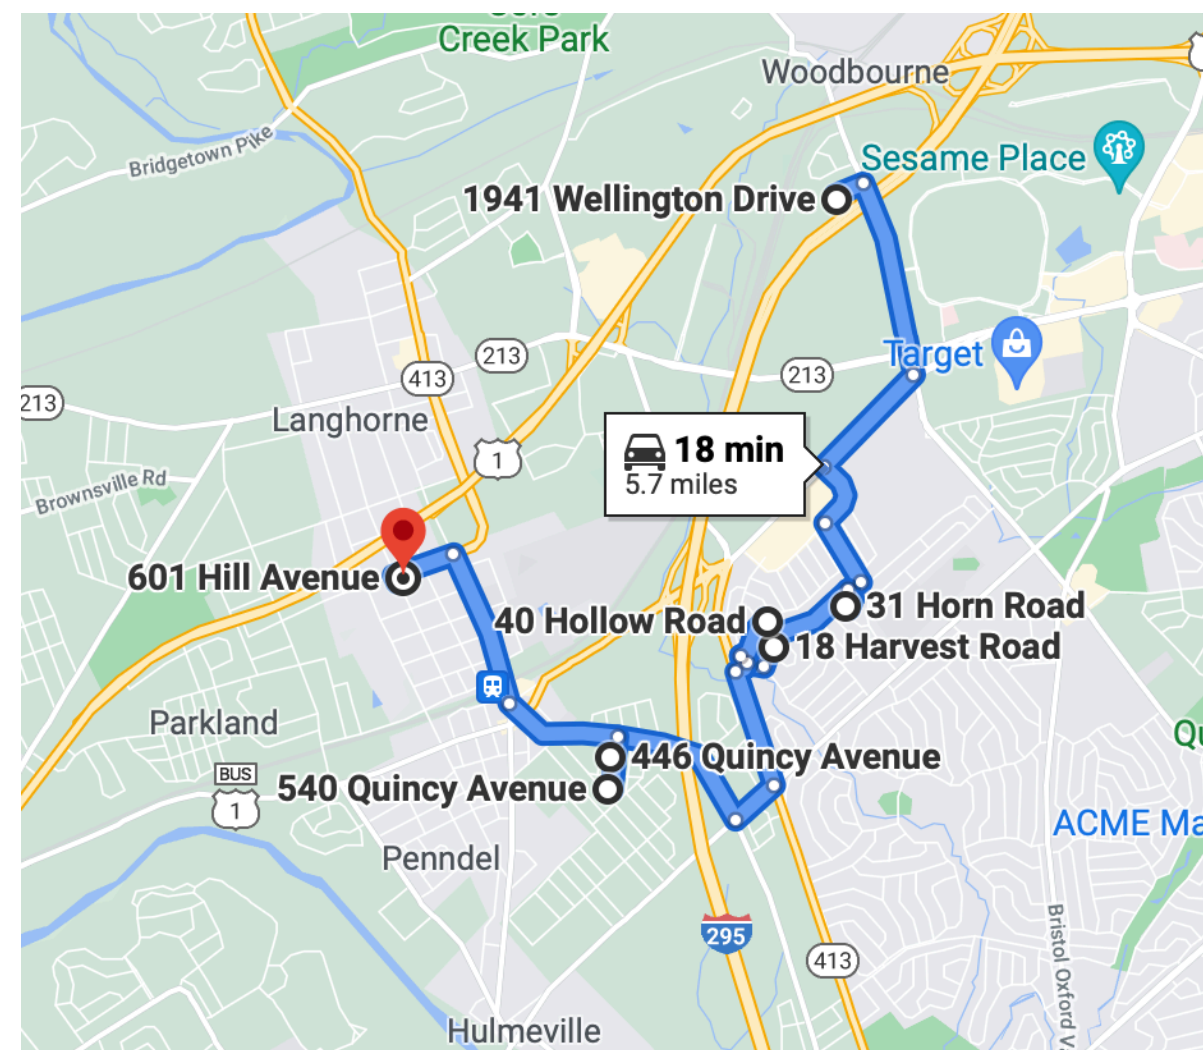 Creek Park
Woodbourne
Bridgetown Pike
Sesame Place
1941 Wellington Drive
213
413
213
Target
213
Langhorne
1
18 min
5.7 miles
Brownsville Rd
601 Hill Avenue
40 Hollow Road
31 Horn Road
18 Harvest Road
Parkland
446 Quincy Avenue
BUS
1
540 Quincy Avenue
ACME Ma
Penndel
295
413
Bristol Oxford V
Hulmeville
213
Qu